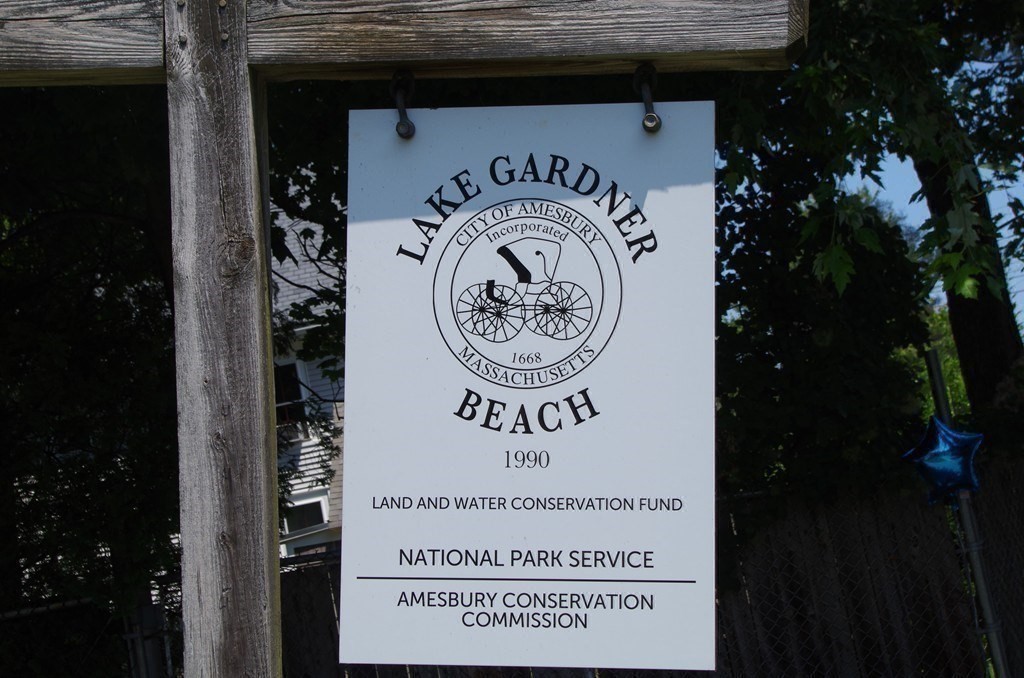 LAKE GARDNER
CITY OF AMESBURY
Incorporated
1668
MASSACHUSETTS
BEACH
1990
LAND AND WATER CONSERVATION FUND
NATIONAL PARK SERVICE
AMESBURY CONSERVATION
COMMISSION